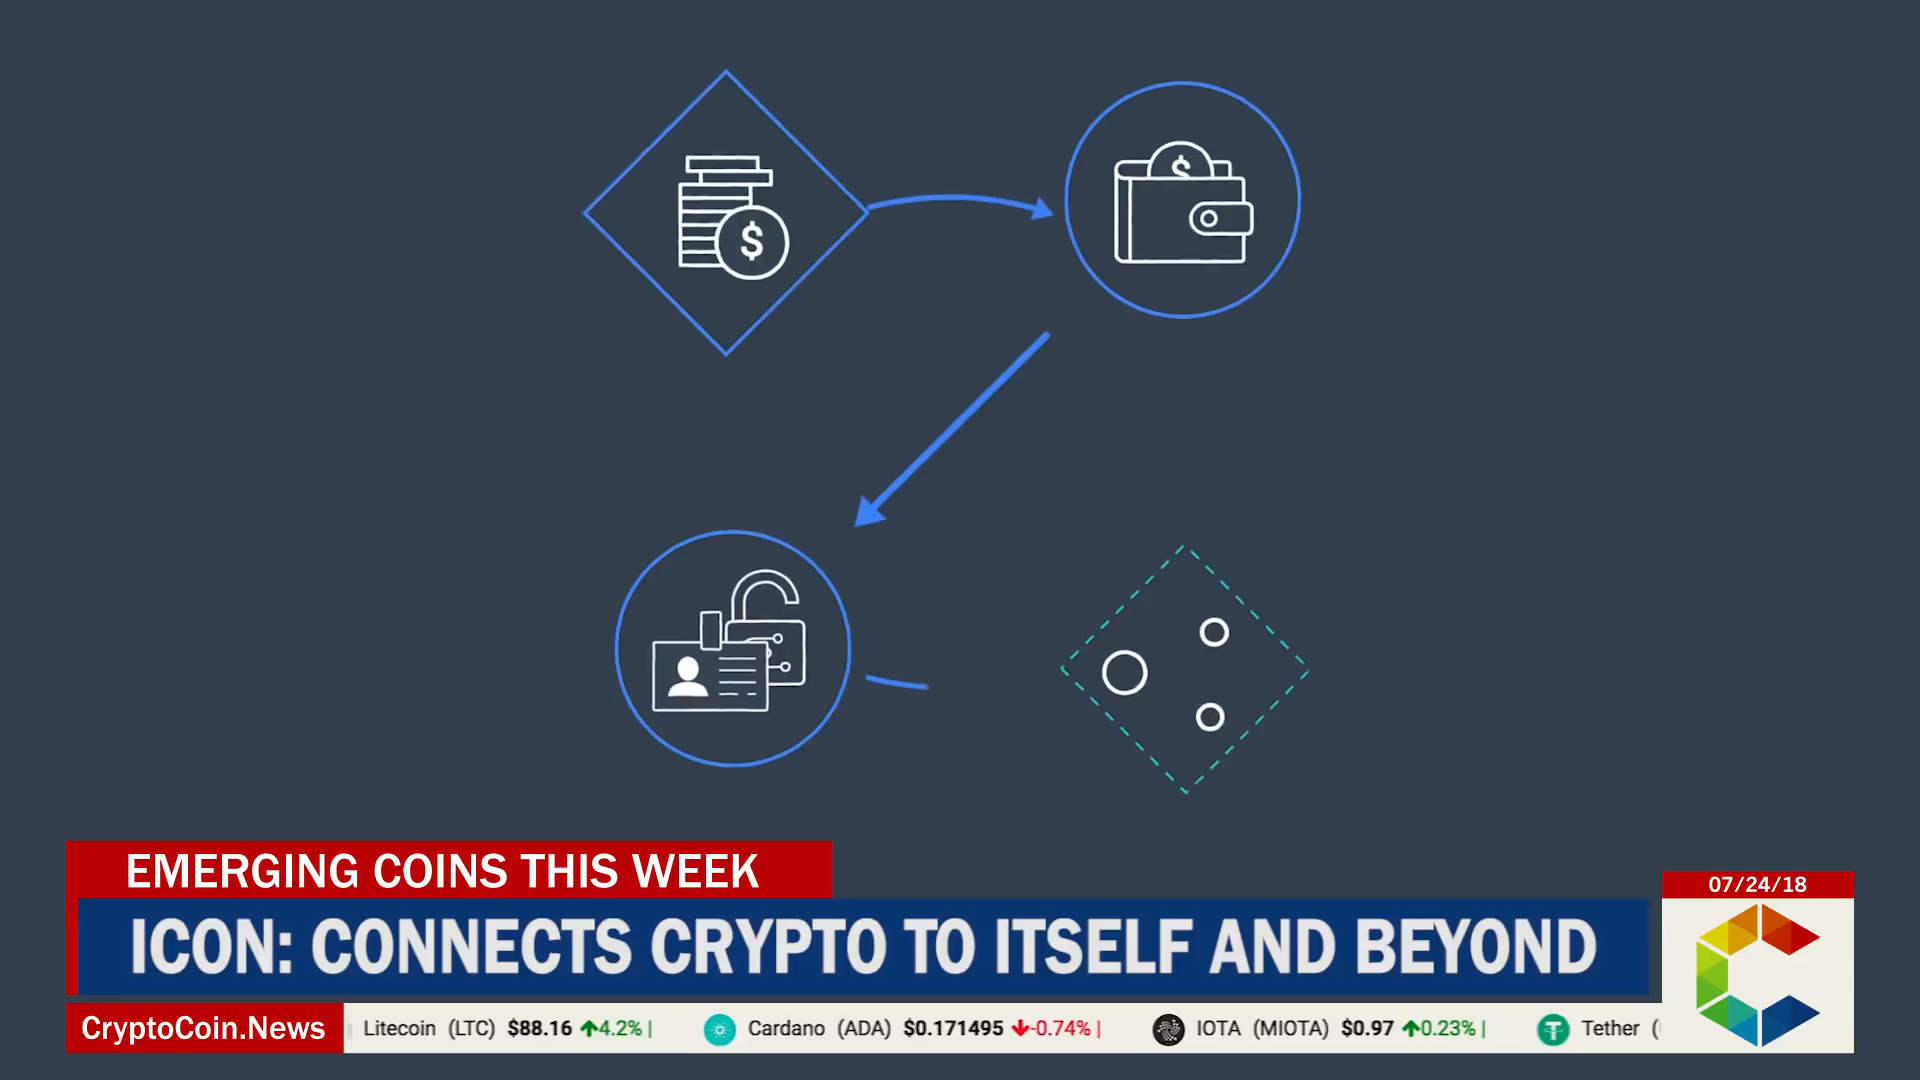 $
$
EMERGING COINS THIS WEEK
07/24/18
ICON: CONNECTS CRYPTO TO ITSELF AND BEYOND
CryptoCoin.News
Litecoin (LTC) $88.16 4.2% | Cardano (ADA) $0.171495 -0.74% | IOTA (MIOTA) $0.97 0.23% | Tether (